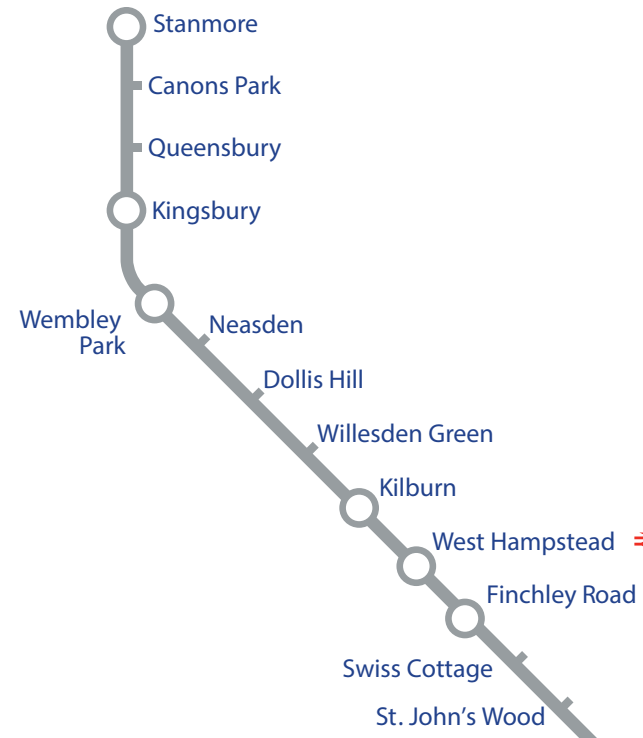 Stanmore
Canons Park
Queensbury
Kingsbury
Wembley
Park
Neasden
Dollis Hill
Willesden Green
Kilburn
West Hampstead
Finchley Road
Swiss Cottage
St. John’s Wood